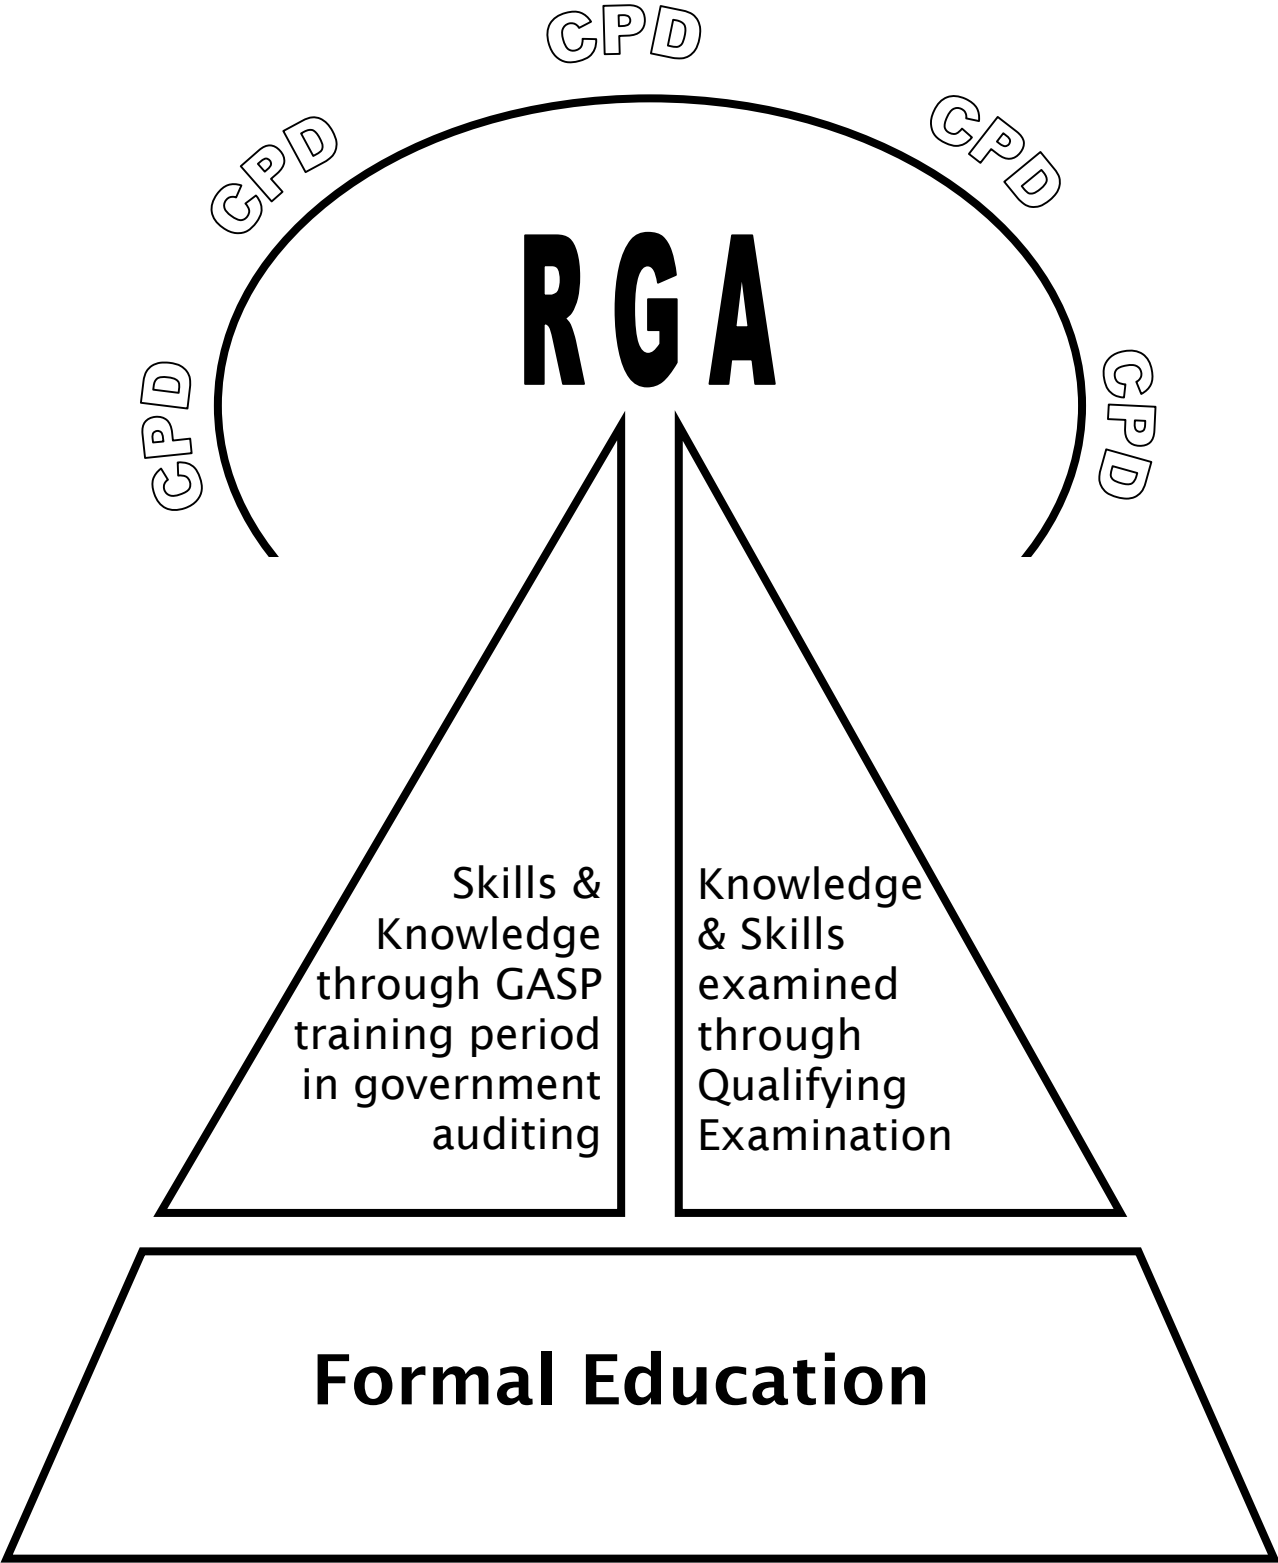 CPD
CPD
CPD
CPD
CPD
RGA
Skills &
Knowledge
through GASP
training period
in government
auditing
Knowledge
& Skills
examined
through
Qualifying
Examination
Formal Education